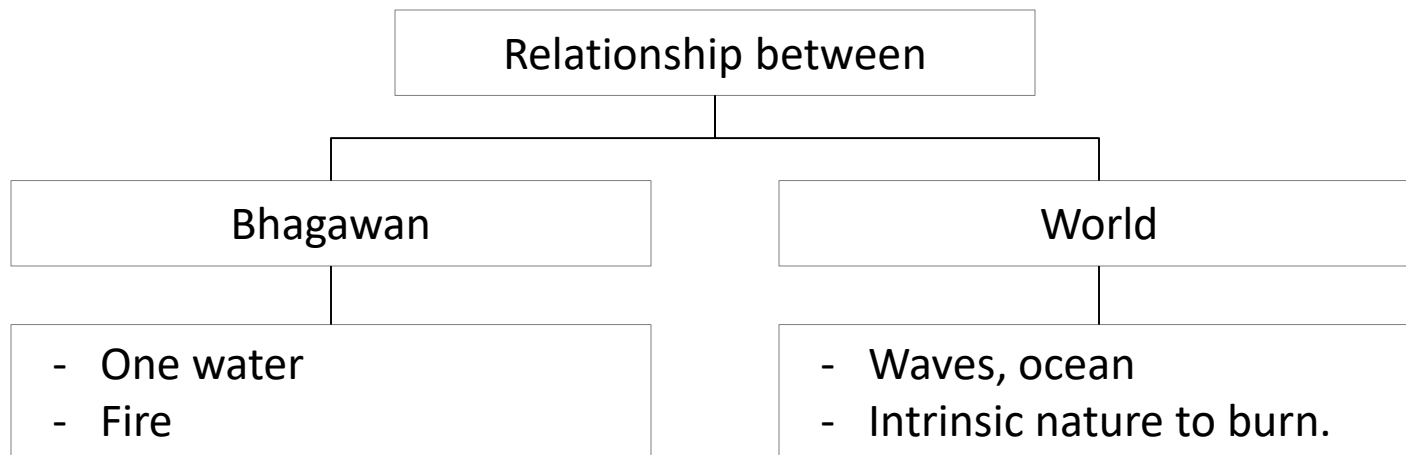 Relationship between
Bhagawan
World
- One water
- Fire
- Waves, ocean
- Intrinsic nature to burn.